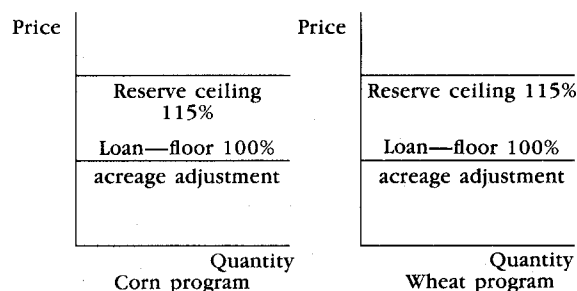 Price
Reserve ceiling
115%
Loan—floor 100%
acreage adjustment
Quantity
Corn program
Price
Reserve ceiling 115%
Loan—floor 100%
acreage adjustment
Quantity
Wheat program